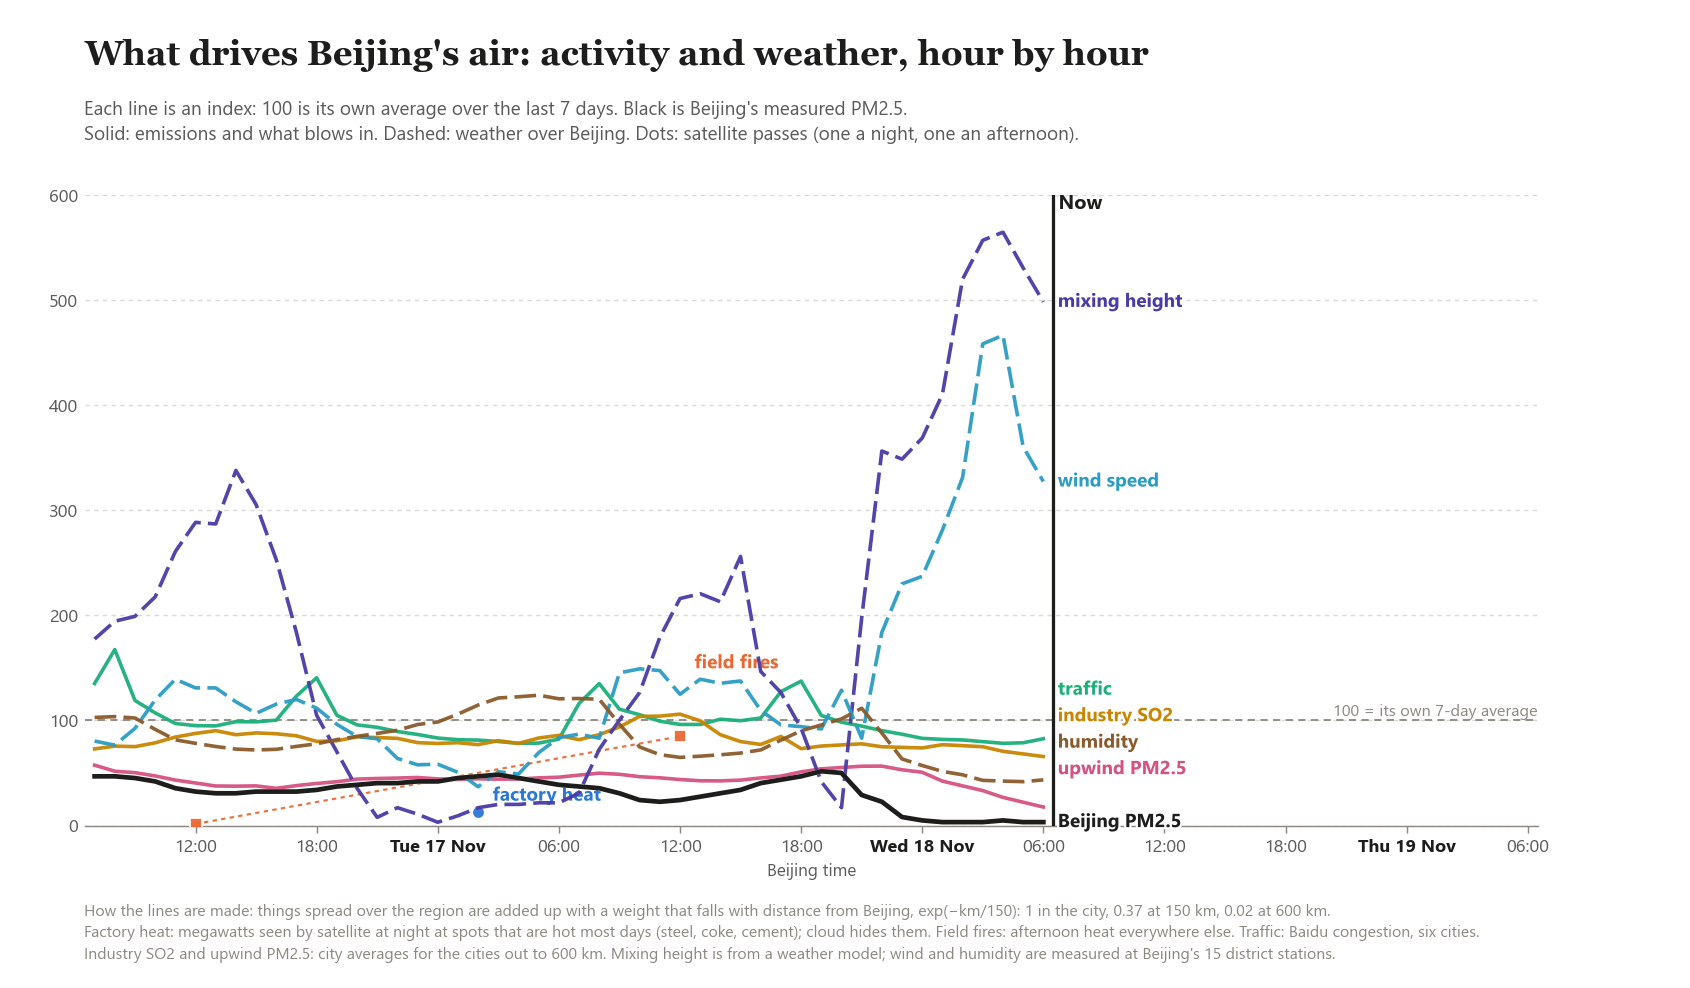 What drives Beijing's air: activity and weather, hour by hour
Each line is an index: 100 is its own average over the last 7 days. Black is Beijing's measured PM2.5.
Solid: emissions and what blows in. Dashed: weather over Beijing. Dots: satellite passes (one a night, one an afternoon).
600
Now
500
mixing height
400
wind speed
300
200
field fires
traffic
100
industry SO2
100 = its own 7-day average
humidity
upwind PM2.5
factory heat
0
Beijing PM2.5
12:00 18:00 Tue 17 Nov 06:00 12:00 18:00 Wed 18 Nov 06:00 12:00 18:00 Thu 19 Nov 06:00
Beijing time
How the lines are made: things spread over the region are added up with a weight that falls with distance from Beijing, exp(−km/150): 1 in the city, 0.37 at 150 km, 0.02 at 600 km.
Factory heat: megawatts seen by satellite at night at spots that are hot most days (steel, coke, cement); cloud hides them. Field fires: afternoon heat everywhere else. Traffic: Baidu congestion, six cities.
Industry SO2 and upwind PM2.5: city averages for the cities out to 600 km. Mixing height is from a weather model; wind and humidity are measured at Beijing's 15 district stations.